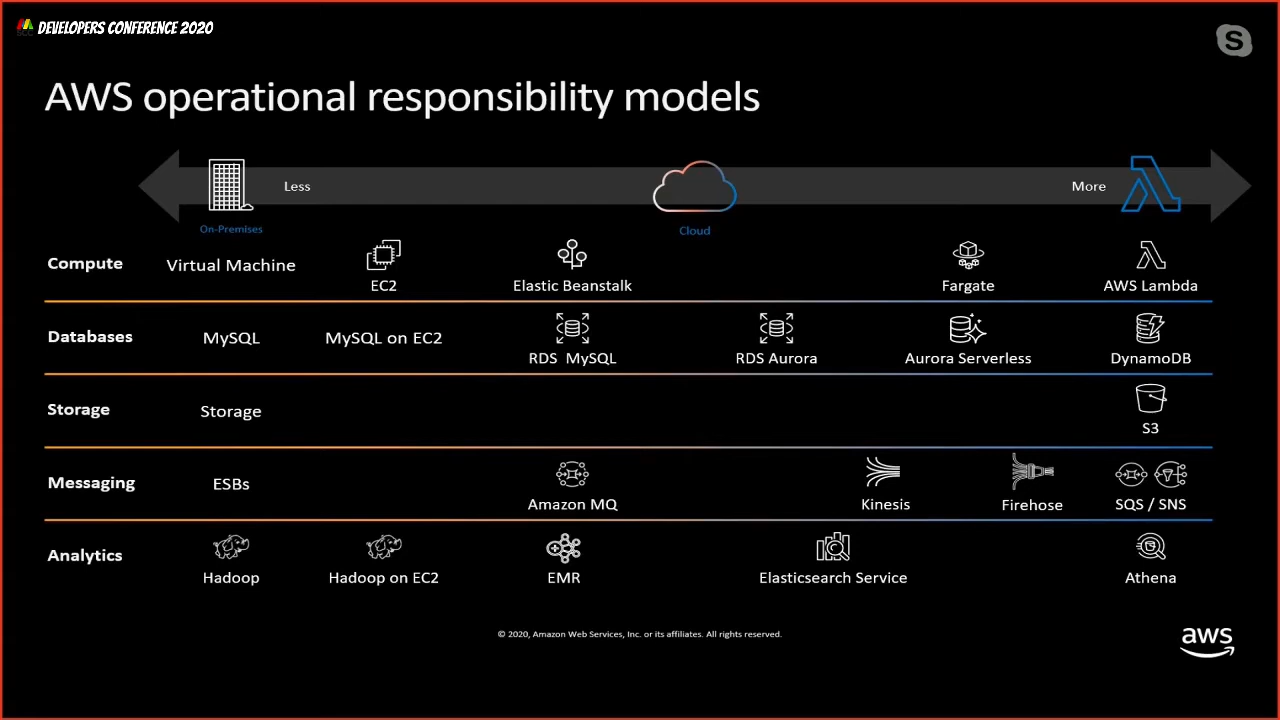 DEVELOPERS CONFERENCE 2020
S
AWS operational responsibility models
Less
More
On-Premises
Cloud
Compute
Virtual Machine
EC2
Elastic Beanstalk
Fargate
AWS Lambda
Databases
MySQL
MySQL on EC2
RDS  MySQL
RDS Aurora
Aurora Serverless
DynamoDB
Storage
Storage
S3
Messaging
ESBs
Amazon MQ
Kinesis
Firehose
SQS / SNS
Analytics
Hadoop
Hadoop on EC2
EMR
Elasticsearch Service
Athena
© 2020, Amazon Web Services, Inc. or its affiliates. All rights reserved.
aws